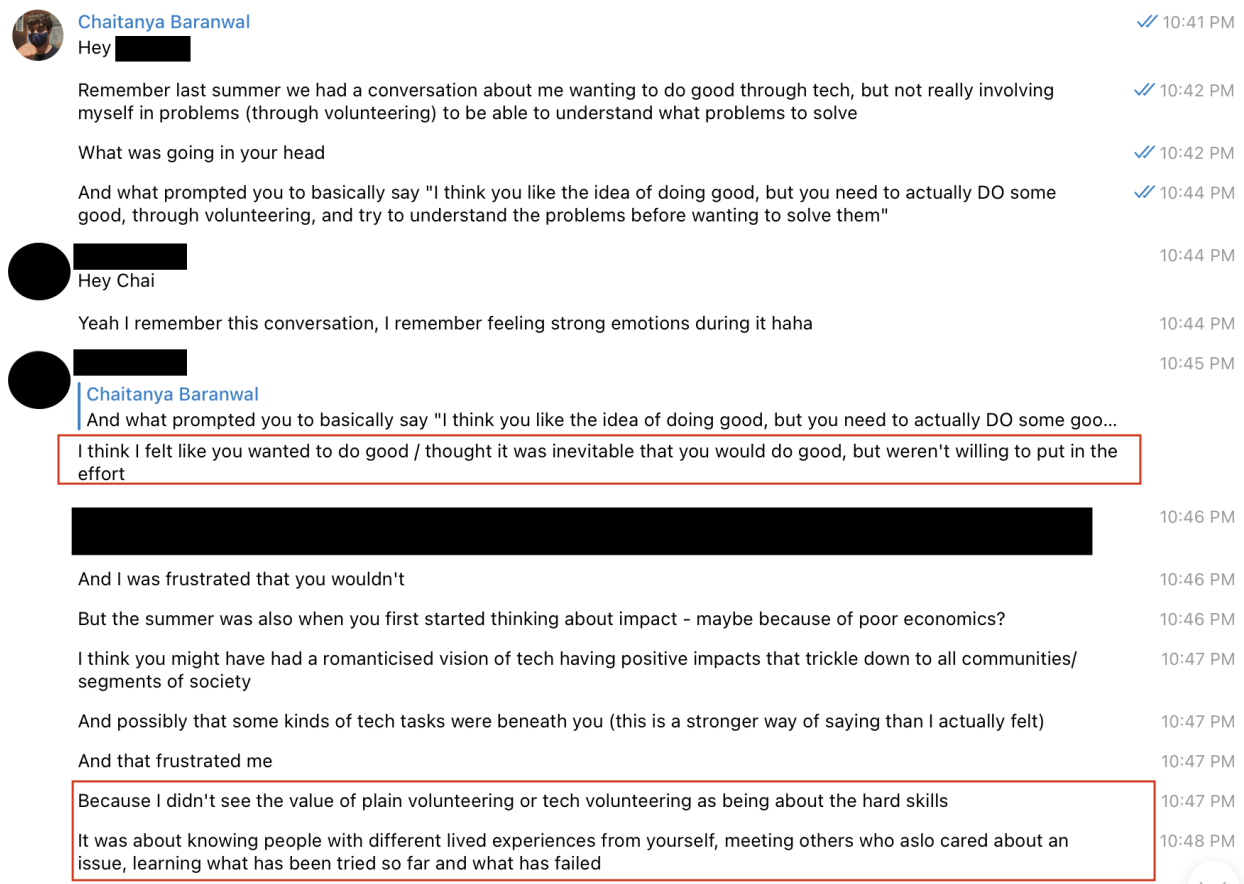 Chaitanya Baranwal 10:41 PM
Hey
Remember last summer we had a conversation about me wanting to do good through tech, but not really involving 10:42 PM
myself in problems (through volunteering) to be able to understand what problems to solve
What was going in your head 10:42 PM
And what prompted you to basically say "I think you like the idea of doing good, but you need to actually DO some 10:44 PM
good, through volunteering, and try to understand the problems before wanting to solve them"
10:44 PM
Hey Chai
Yeah I remember this conversation, I remember feeling strong emotions during it haha 10:44 PM
10:45 PM
Chaitanya Baranwal
And what prompted you to basically say "I think you like the idea of doing good, but you need to actually DO some goo...
I think I felt like you wanted to do good / thought it was inevitable that you would do good, but weren't willing to put in the
effort
10:46 PM
And I was frustrated that you wouldn't 10:46 PM
But the summer was also when you first started thinking about impact - maybe because of poor economics? 10:46 PM
I think you might have had a romanticised vision of tech having positive impacts that trickle down to all communities/ 10:47 PM
segments of society
And possibly that some kinds of tech tasks were beneath you (this is a stronger way of saying than I actually felt) 10:47 PM
And that frustrated me 10:47 PM
Because I didn't see the value of plain volunteering or tech volunteering as being about the hard skills 10:47 PM
It was about knowing people with different lived experiences from yourself, meeting others who aslo cared about an 10:48 PM
issue, learning what has been tried so far and what has failed